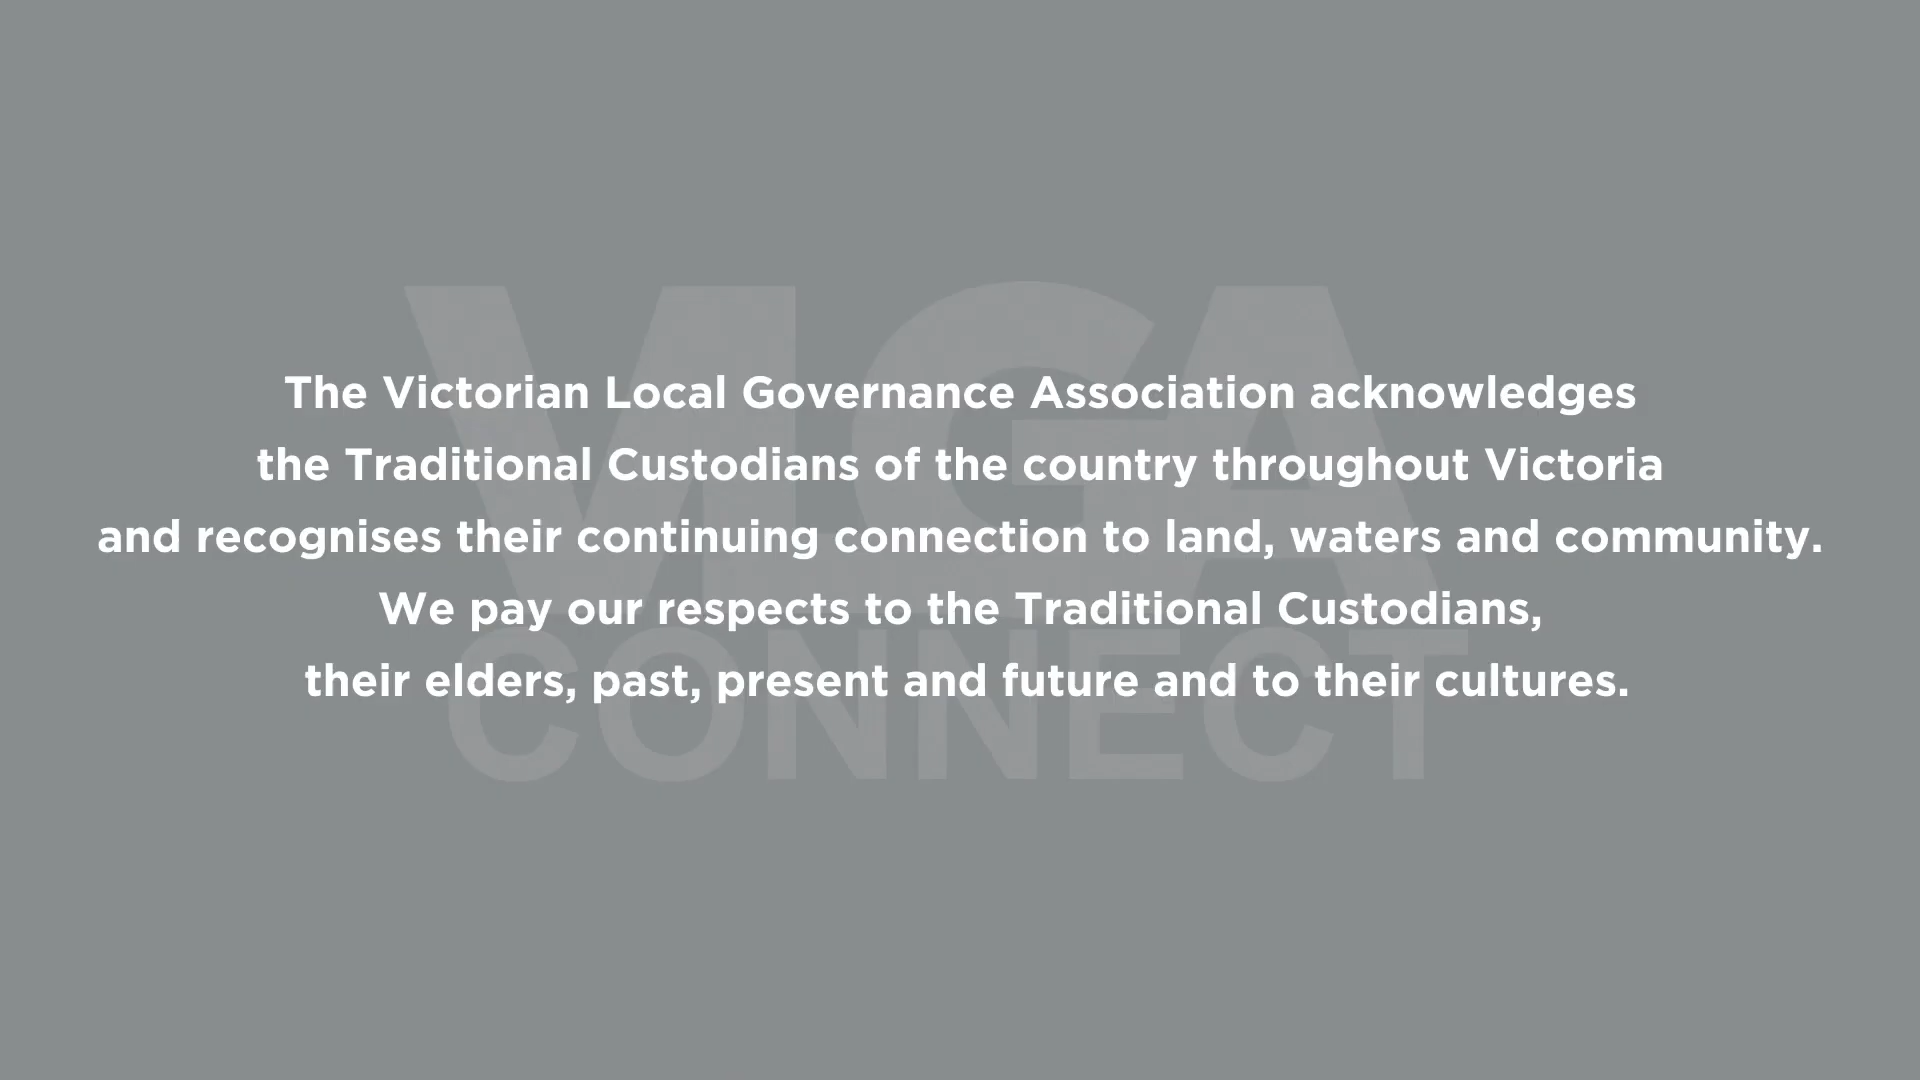 The Victorian Local Governance Association acknowledges
the Traditional Custodians of the country throughout Victoria
and recognises their continuing connection to land, waters and community.
We pay our respects to the Traditional Custodians,
their elders, past, present and future and to their cultures.
VLGA
CONNECT